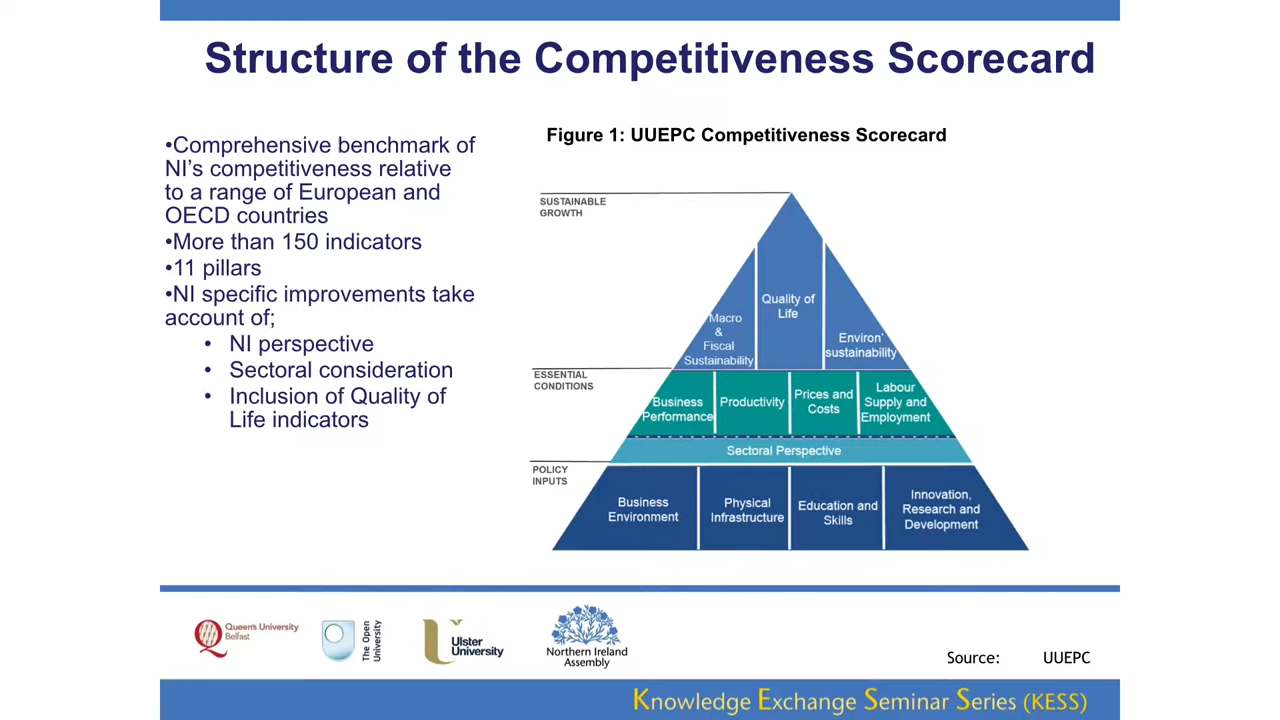 Structure of the Competitiveness Scorecard
•Comprehensive benchmark of
NI's competitiveness relative
to a range of European and
OECD countries
•More than 150 indicators
•11 pillars
•NI specific improvements take
account of;
• NI perspective
• Sectoral consideration
• Inclusion of Quality of
Life indicators
Figure 1: UUEPC Competitiveness Scorecard
SUSTAINABLE
GROWTH
Macro
&
Fiscal
Sustainability
Quality of
Life
Environ'
sustainability
ESSENTIAL
CONDITIONS
Business
Performance
Productivity
Prices and
Costs
Labour
Supply and
Employment
Sectoral Perspective
POLICY
INPUTS
Business
Environment
Physical
Infrastructure
Education and
Skills
Innovation,
Research and
Development
Queen's University
Belfast
The Open
University
Ulster
University
Northern Ireland
Assembly
Source: UUEPC
Knowledge Exchange Seminar Series (KESS)